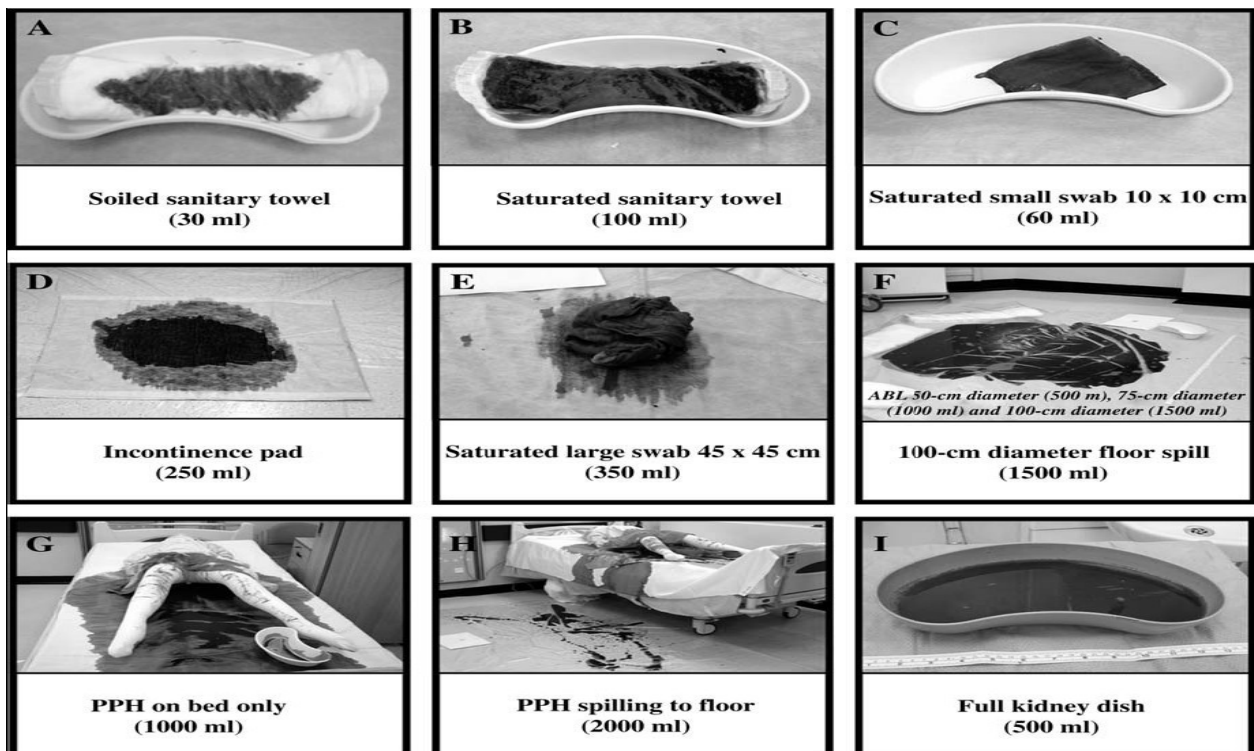 A
Soiled sanitary towel
(30 ml)
B
Saturated sanitary towel
(100 ml)
C
Saturated small swab 10 x 10 cm
(60 ml)
D
Incontinence pad
(250 ml)
E
Saturated large swab 45 x 45 cm
(350 ml)
F
ABL 50-cm diameter (500 m), 75-cm diameter
(1000 ml) and 100-cm diameter (1500 ml)
100-cm diameter floor spill
(1500 ml)
G
PPH on bed only
(1000 ml)
H
PPH spilling to floor
(2000 ml)
I
Full kidney dish
(500 ml)